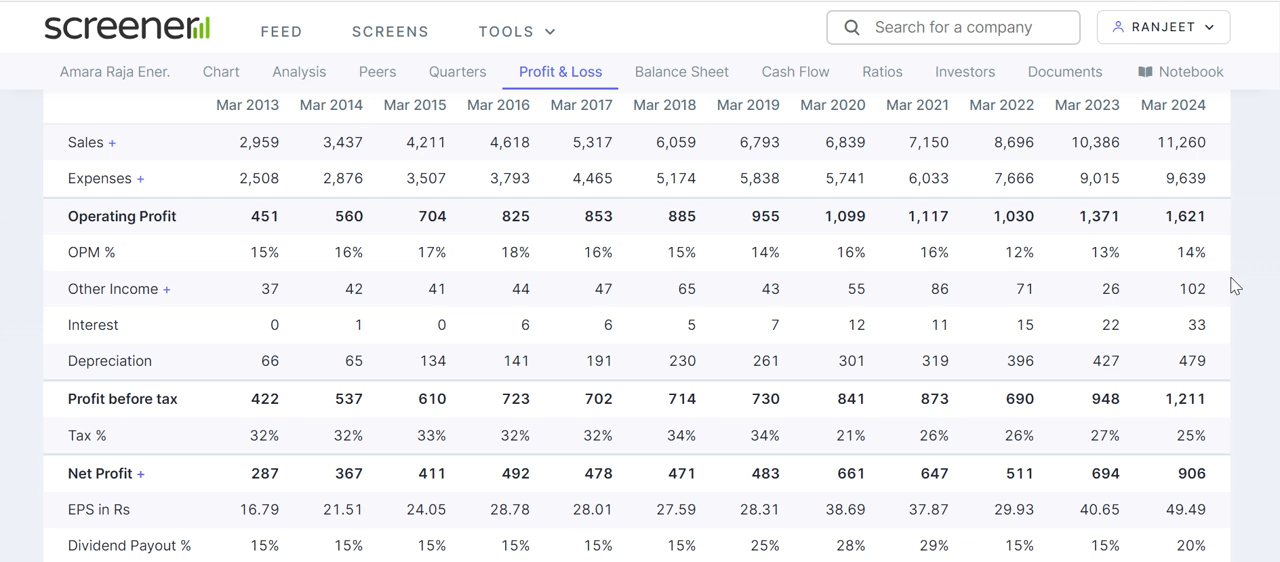 screener
FEED SCREENS TOOLS
Search for a company
RANJEET
Amara Raja Ener. Chart Analysis Peers Quarters Profit & Loss Balance Sheet Cash Flow Ratios Investors Documents Notebook
Mar 2013 Mar 2014 Mar 2015 Mar 2016 Mar 2017 Mar 2018 Mar 2019 Mar 2020 Mar 2021 Mar 2022 Mar 2023 Mar 2024
Sales + 2,959 3,437 4,211 4,618 5,317 6,059 6,793 6,839 7,150 8,696 10,386 11,260
Expenses + 2,508 2,876 3,507 3,793 4,465 5,174 5,838 5,741 6,033 7,666 9,015 9,639
Operating Profit 451 560 704 825 853 885 955 1,099 1,117 1,030 1,371 1,621
OPM % 15% 16% 17% 18% 16% 15% 14% 16% 16% 12% 13% 14%
Other Income + 37 42 41 44 47 65 43 55 86 71 26 102
Interest 0 1 0 6 6 5 7 12 11 15 22 33
Depreciation 66 65 134 141 191 230 261 301 319 396 427 479
Profit before tax 422 537 610 723 702 714 730 841 873 690 948 1,211
Tax % 32% 32% 33% 32% 32% 34% 34% 21% 26% 26% 27% 25%
Net Profit + 287 367 411 492 478 471 483 661 647 511 694 906
EPS in Rs 16.79 21.51 24.05 28.78 28.01 27.59 28.31 38.69 37.87 29.93 40.65 49.49
Dividend Payout % 15% 15% 15% 15% 15% 15% 25% 28% 29% 15% 15% 20%